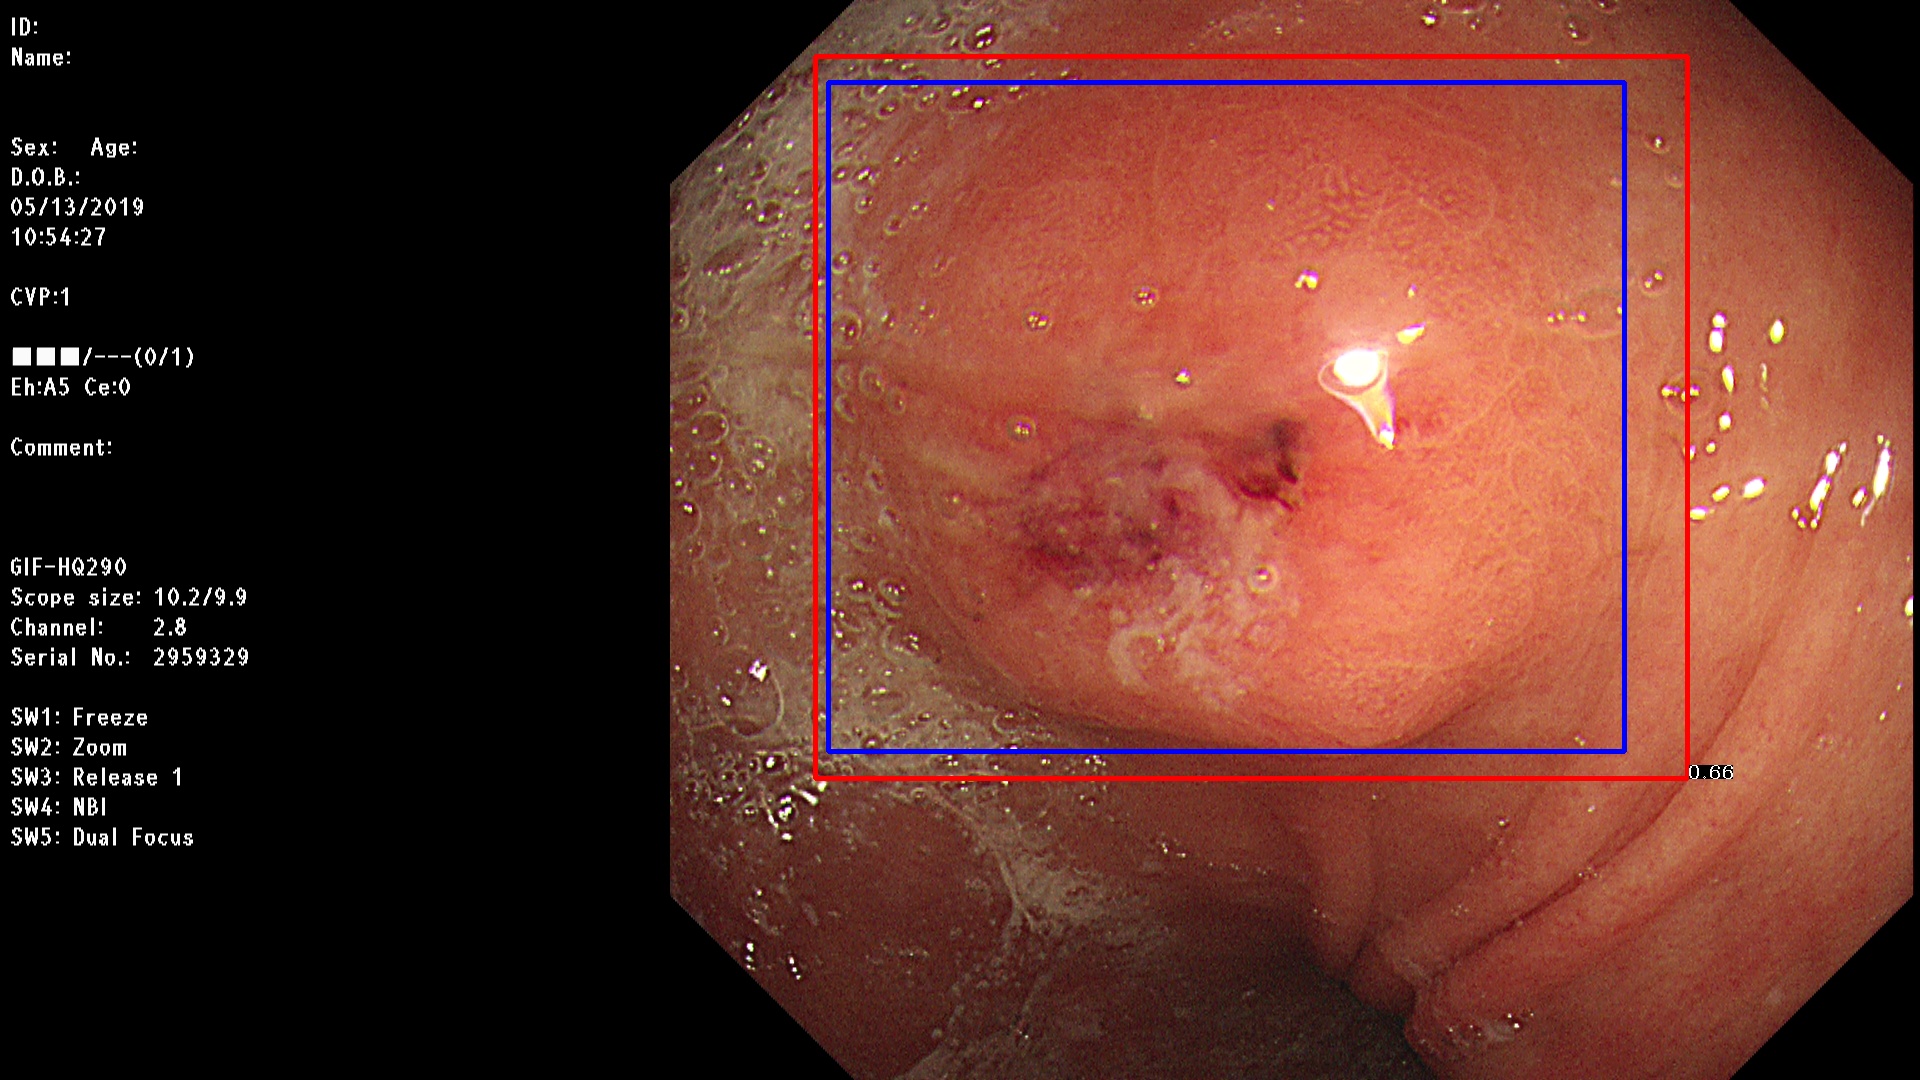 ID:
Name:
Sex: Age:
D.O.B.:
05/13/2019
10:54:27
CVP:1
■■■/---(0/1)
Eh:A5 Ce:0
Comment:
GIF-HQ290
Scope size: 10.2/9.9
Channel: 2.8
Serial No.: 2959329
SW1: Freeze
SW2: Zoom
SW3: Release 1
SW4: NBI
SW5: Dual Focus
0.66